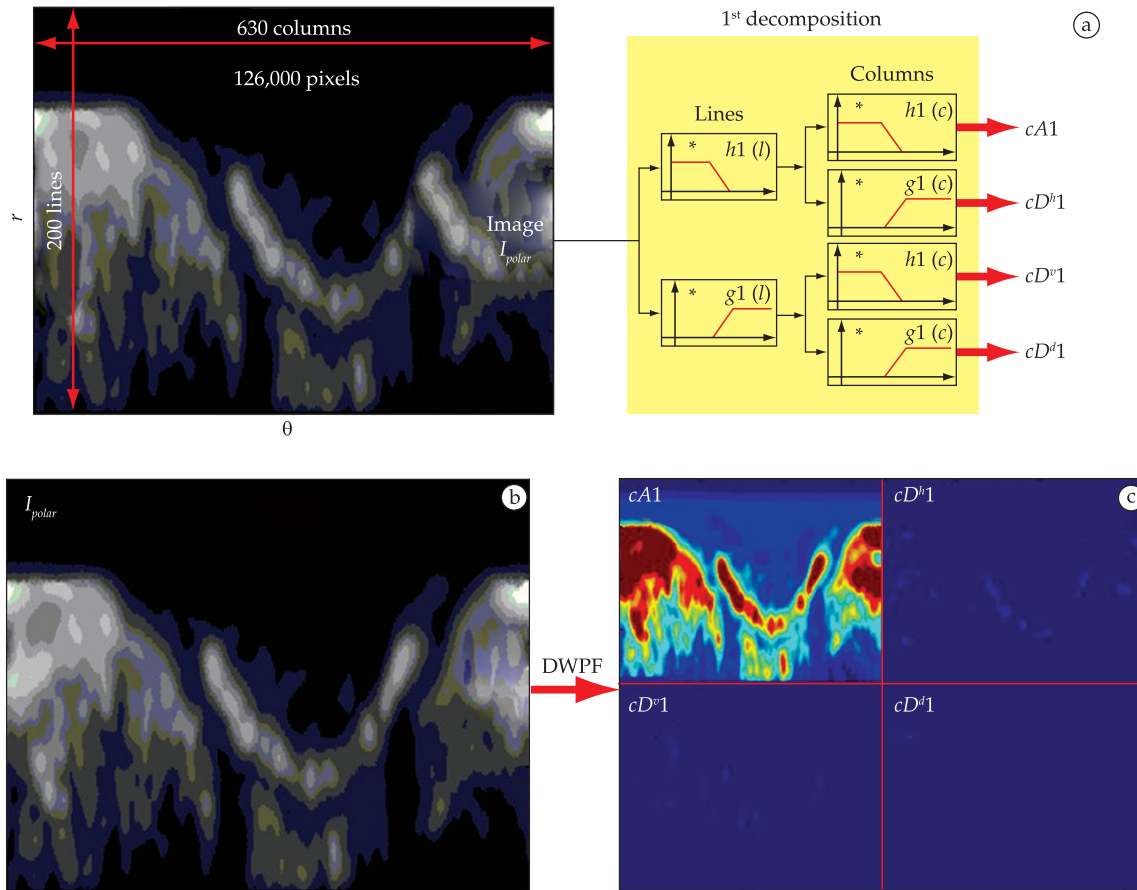 1st decomposition
a
630 columns
126,000 pixels
200 lines
r
θ
Image
Ipolar
Lines
Columns
* h1 (l)
* g1 (l)
* h1 (c)
* g1 (c)
* h1 (c)
* g1 (c)
cA1
cDh1
cDv1
cDd1
Ipolar
b
DWPF
cA1
cDh1
c
cDv1
cDd1